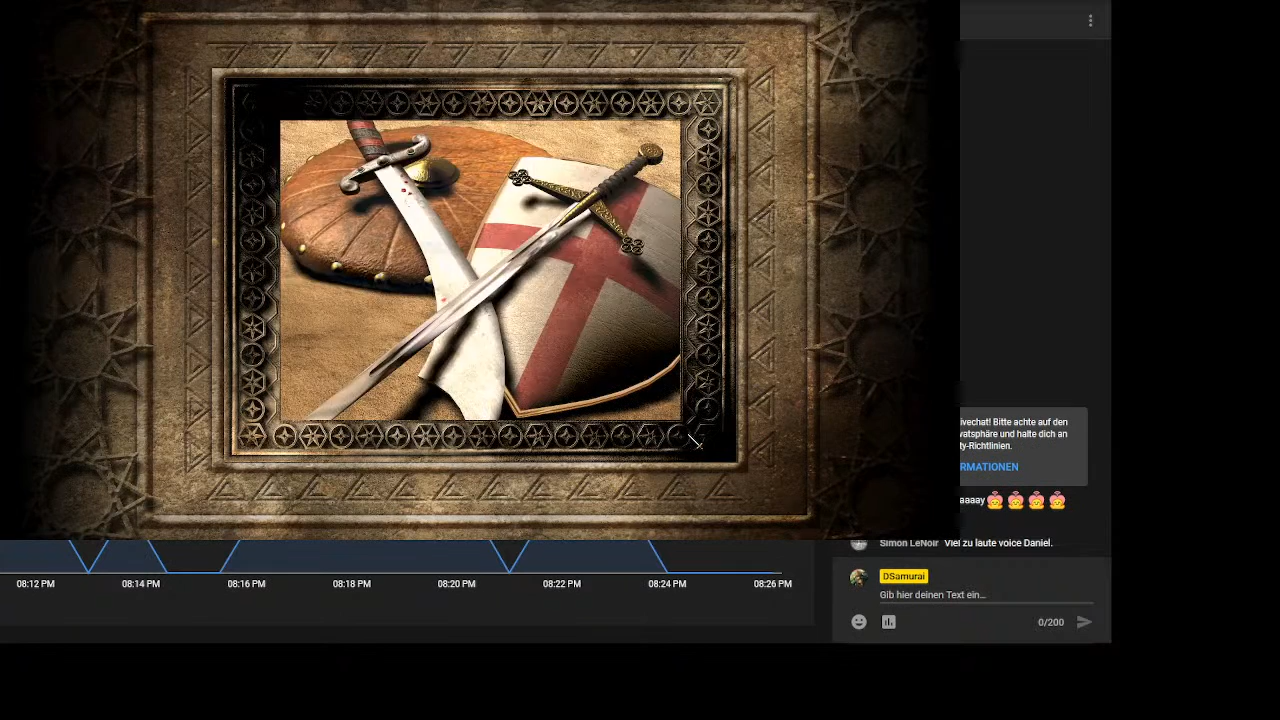 ivechat! Bitte achte auf den
vatsphäre und halte dich an
ty-Richtlinien.
RMATIONEN
aaaay
Simon LeNoir Viel zu laute voice Daniel.
08:12 PM 08:14 PM 08:16 PM 08:18 PM 08:20 PM 08:22 PM 08:24 PM 08:26 PM
DSamurai
Gib hier deinen Text ein...
0/200